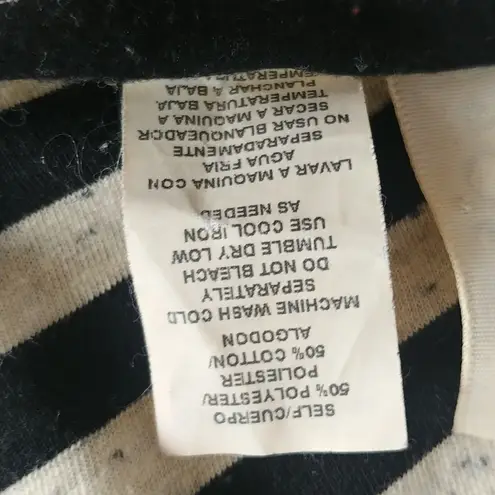 SELF/CUERPO
50% POLYESTER/
POLIESTER
50% COTTON/
ALGODON
MACHINE WASH COLD
SEPARATELY
DO NOT BLEACH
TUMBLE DRY LOW
USE COOL IRON
AS NEEDED
LAVAR A MAQUINA CON
AGUA FRIA
SEPARADAMENTE
NO USAR BLANQUEADOR
SECAR A MAQUINA A
TEMPERATURA BAJA
PLANCHAR A BAJA
TEMPERATURA